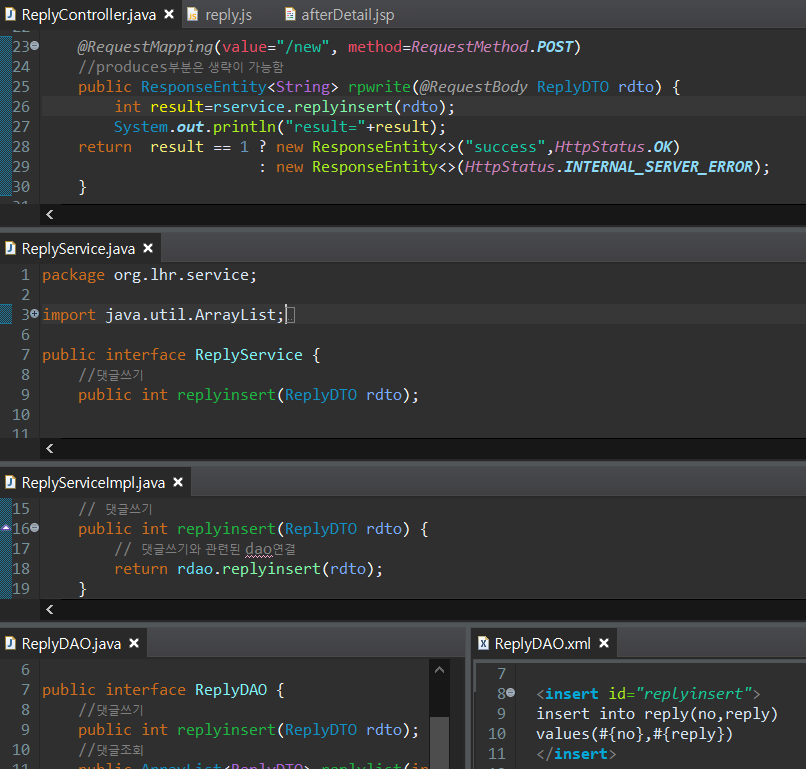 ReplyController.java
reply.js
afterDetail.jsp
23 @RequestMapping(value="/new", method=RequestMethod.POST)
24 //produces부분은 생략이 가능함
25 public ResponseEntity<String> rpwrite(@RequestBody ReplyDTO rdto) {
26 int result=rservice.replyinsert(rdto);
27 System.out.println("result="+result);
28 return  result == 1 ? new ResponseEntity<>("success",HttpStatus.OK)
29 : new ResponseEntity<>(HttpStatus.INTERNAL_SERVER_ERROR);
30 }
ReplyService.java
1 package org.lhr.service;
2
3 import java.util.ArrayList;
6
7 public interface ReplyService {
8 //댓글쓰기
9 public int replyinsert(ReplyDTO rdto);
10
11
ReplyServiceImpl.java
15 // 댓글쓰기
16 public int replyinsert(ReplyDTO rdto) {
17 // 댓글쓰기와 관련된 dao연결
18 return rdao.replyinsert(rdto);
19 }
ReplyDAO.java
6
7 public interface ReplyDAO {
8 //댓글쓰기
9 public int replyinsert(ReplyDTO rdto);
10 //댓글조회
11 public ArrayList<ReplyDTO> replylist(in
ReplyDAO.xml
7
8 <insert id="replyinsert">
9 insert into reply(no,reply)
10 values(#{no},#{reply})
11 </insert>